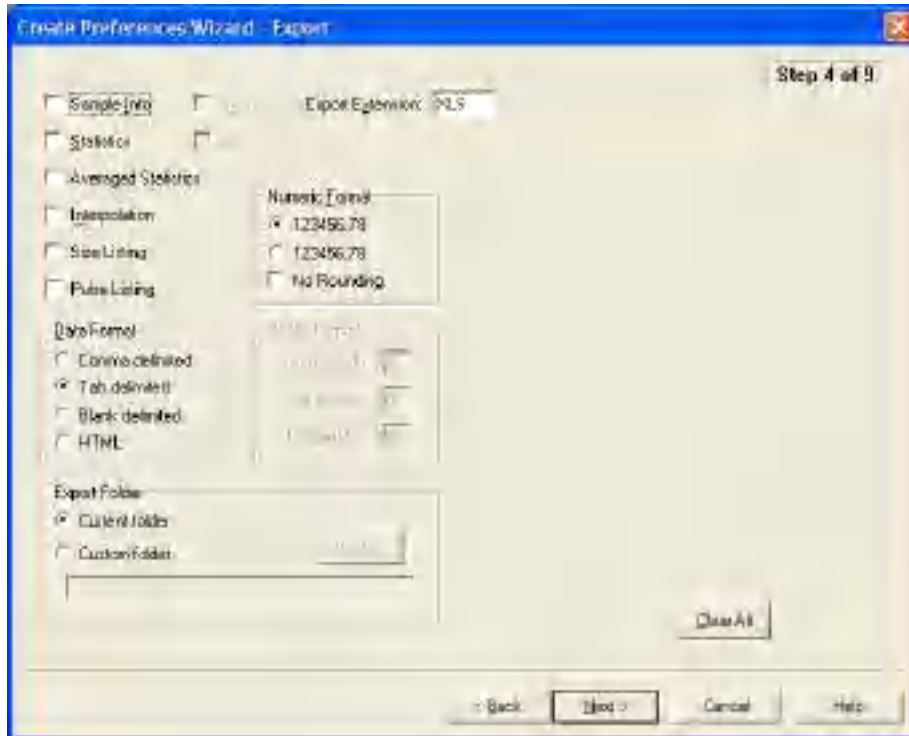 Create Preferences Wizard - Export
Step 4 of 9
Sample Info
Export Extension: XLS
Statistics
Averaged Statistics
Interpolation
Size Listing
Pulse Listing
Numeric Format
123456.78
123456,78
No Rounding
Data Format
Comma delimited
Tab delimited
Blank delimited
HTML
Export Folder
Current folder
Custom folder
Clear All
< Back
Next >
Cancel
Help